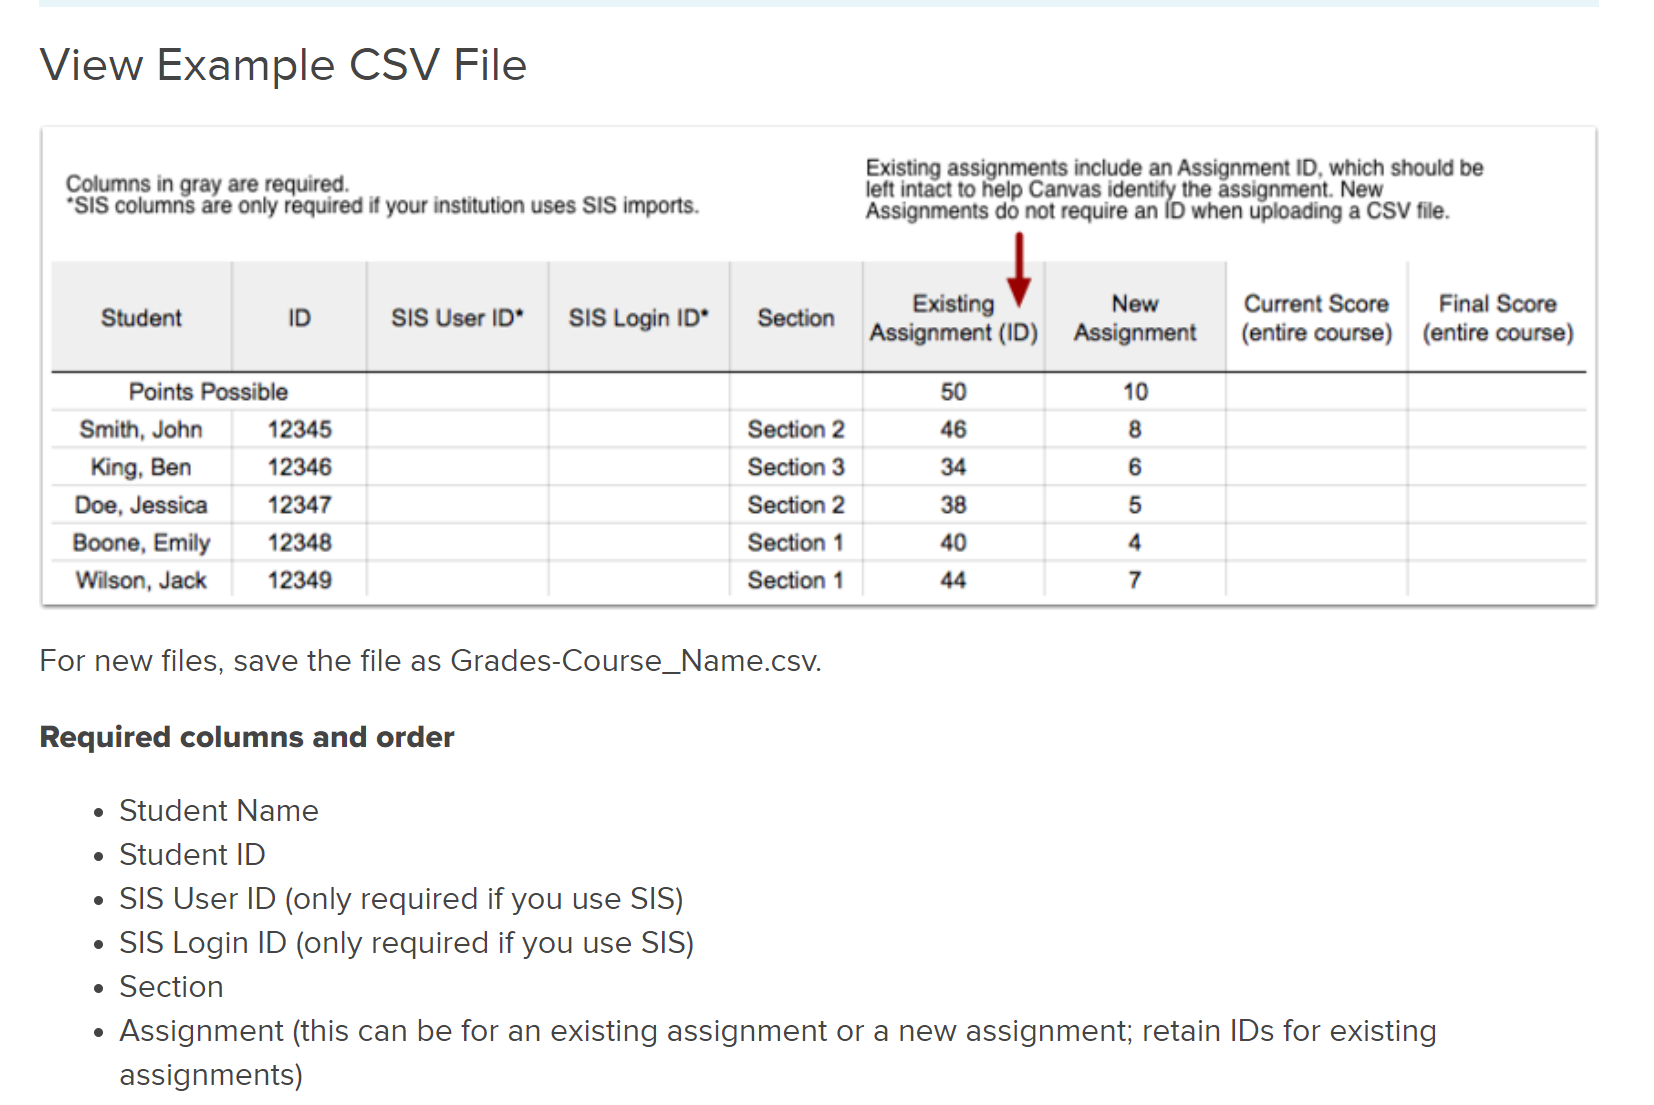 View Example CSV File
Columns in gray are required.
*SIS columns are only required if your institution uses SIS imports.
Existing assignments include an Assignment ID, which should be
left intact to help Canvas identify the assignment. New
Assignments do not require an ID when uploading a CSV file.
Student ID SIS User ID* SIS Login ID* Section Existing Assignment (ID) New Assignment Current Score (entire course) Final Score (entire course)
Points Possible 50 10
Smith, John 12345 Section 2 46 8
King, Ben 12346 Section 3 34 6
Doe, Jessica 12347 Section 2 38 5
Boone, Emily 12348 Section 1 40 4
Wilson, Jack 12349 Section 1 44 7
For new files, save the file as Grades-Course_Name.csv.
Required columns and order
• Student Name
• Student ID
• SIS User ID (only required if you use SIS)
• SIS Login ID (only required if you use SIS)
• Section
• Assignment (this can be for an existing assignment or a new assignment; retain IDs for existing
assignments)